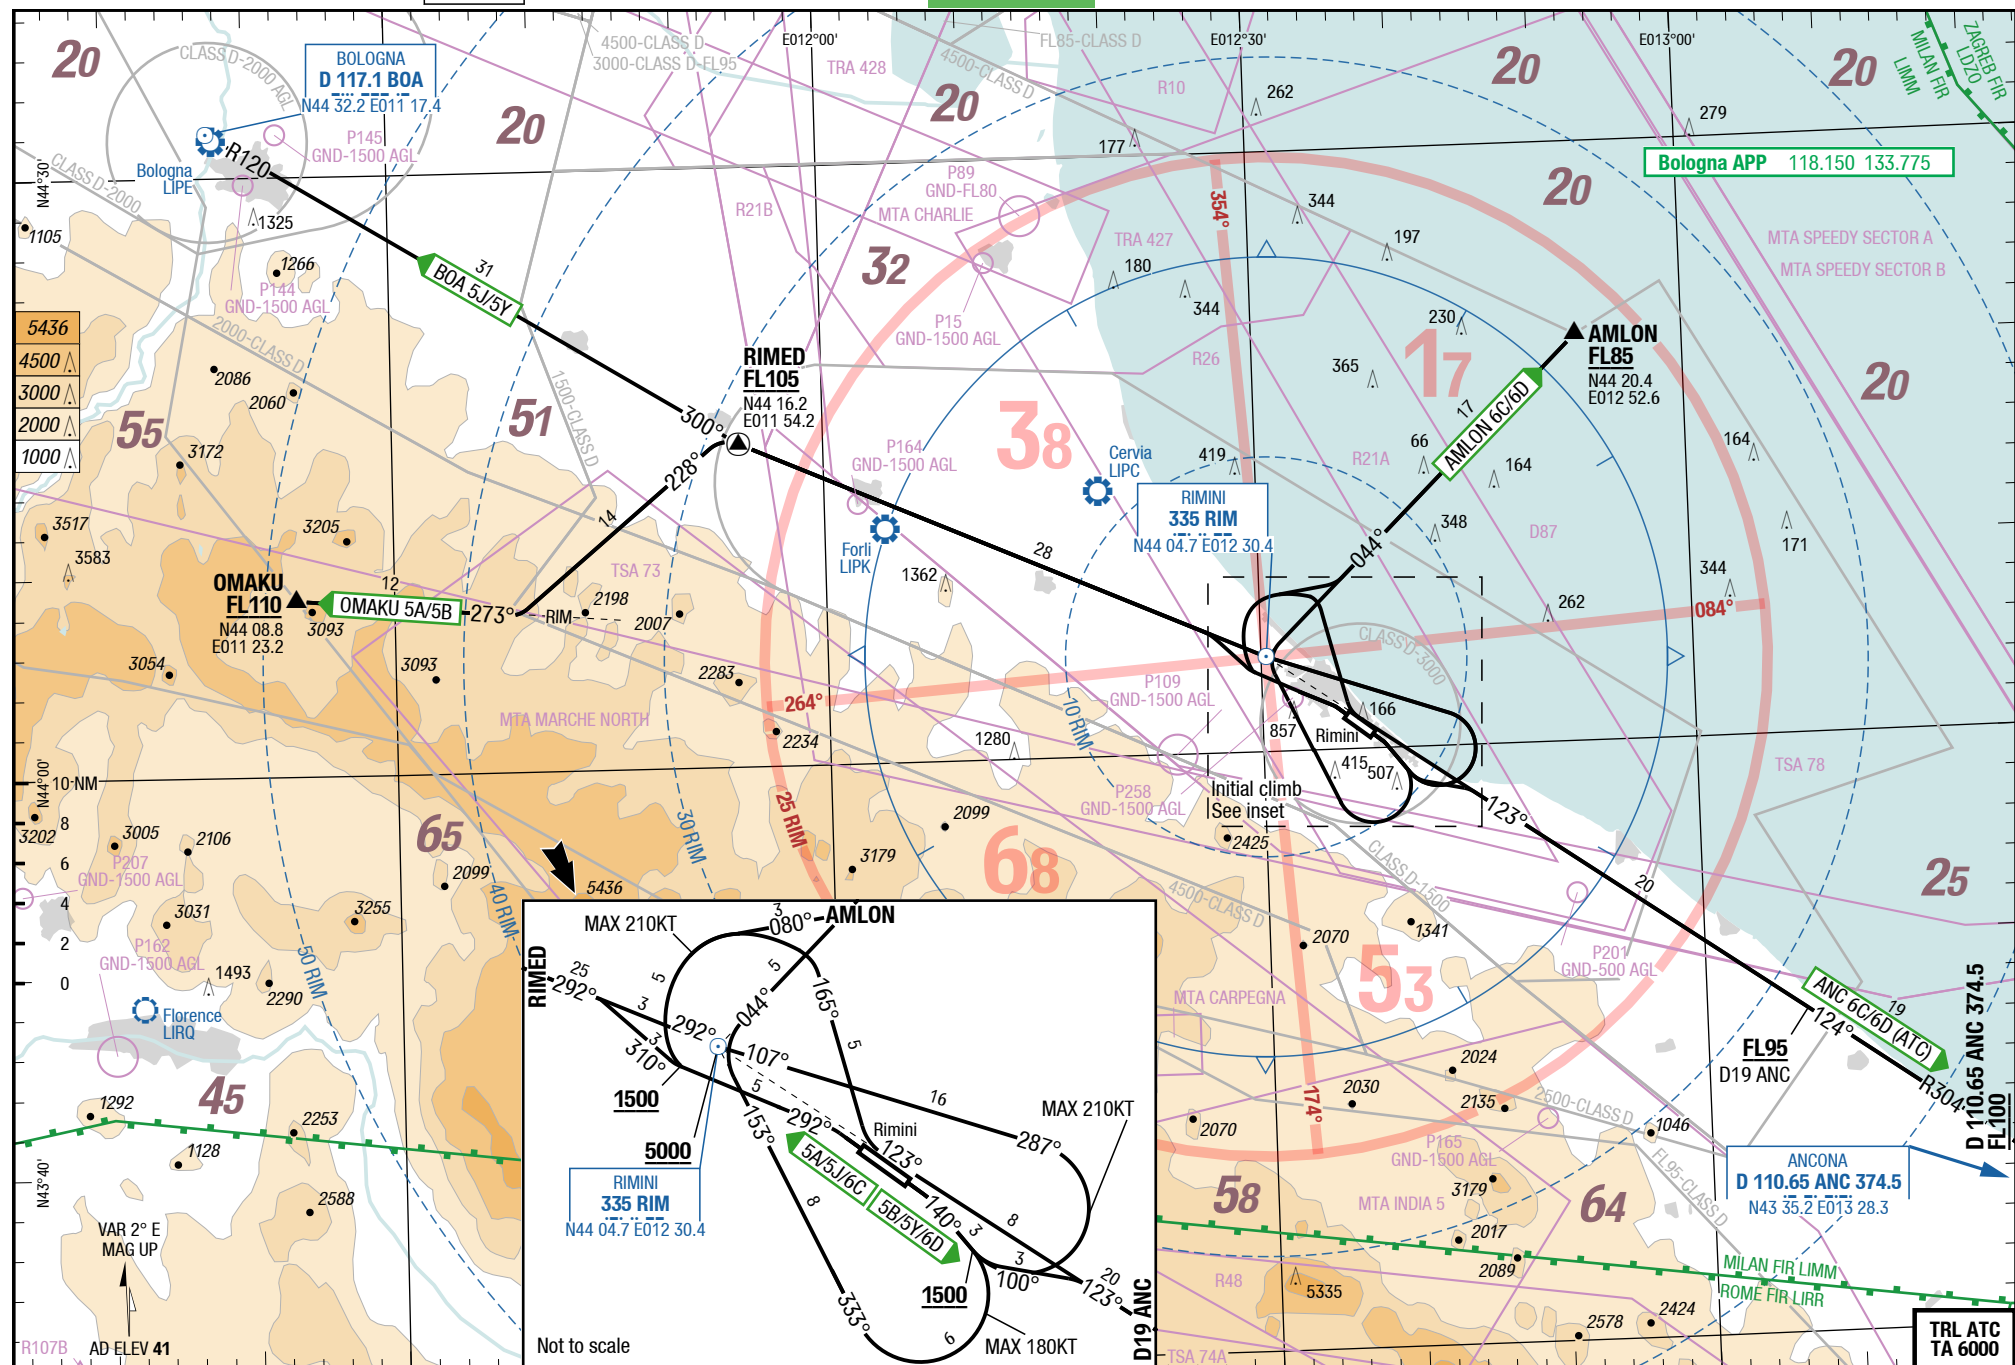 20
CLASS D-2000 AGL
BOLOGNA
D 117.1 BOA
N44 32.2 E011 17.4
4500-CLASS D
3000-CLASS D-FL95
E012°00'
TRA 428
FL85-CLASS D
4500-CLASS D
20
20
R10
262
177
E012°30'
20
E013°00'
20
279
MILAN FIR
LIMM
ZAGREB FIR
LDZO
Bologna APP 118.150 133.775
20
P145
GND-1500 AGL
Bologna
LIPE
R120
CLASS D-2000
N44°30'
1105
1325
1266
P144
GND-1500 AGL
BOA 5J/5Y
31
R21B
32
P89
GND-FL80
MTA CHARLIE
TRA 427
180
P15
GND-1500 AGL
354°
344
344
197
MTA SPEEDY SECTOR A
MTA SPEEDY SECTOR B
R26
230
365
17
AMLON
FL85
N44 20.4
E012 52.6
20
5436
4500
3000
2000
1000
2000-CLASS D
2086
2060
55
51
1500-CLASS D
RIMED
FL105
N44 16.2
E011 54.2
300°
228°
14
38
P164
GND-1500 AGL
Cervia
LIPC
419
RIMINI
335 RIM
N44 04.7 E012 30.4
R21A
66
164
AMLON 6C/6D
17
164
348
D87
171
044°
3172
3517
3205
3583
Forli
LIPK
28
1362
OMAKU
FL110
N44 08.8
E011 23.2
12
OMAKU 5A/5B
273°
RIM
TSA 73
2198
2007
3093
3054
3093
2283
264°
2234
344
084°
262
CLASS D-3000
MTA MARCHE NORTH
P109
GND-1500 AGL
10 RIM
1280
857
166
Rimini
415
507
Initial climb
See inset
P258
GND-1500 AGL
TSA 78
N44°00'
10 NM
8
6
4
2
0
3202
3005
2106
P207
GND-1500 AGL
65
2099
30 RIM
25 RIM
2099
3179
68
2425
123°
CLASS D-1500
20
25
5436
40 RIM
3031
3255
P162
GND-1500 AGL
1493
2290
50 RIM
Florence
LIRQ
4500-CLASS D
2070
1341
53
P201
GND-500 AGL
MTA CARPEGNA
ANC 6C/6D (ATC)
19
124°
FL95
D19 ANC
R304
D 110.65 ANC 374.5
FL100
MAX 210KT
3
080°
AMLON
RIMED
25
292°
3
5
5
044°
165°
5
292°
3
310°
107°
1500
5
16
MAX 210KT
5000
292°
Rimini
123°
287°
153°
RIMINI
335 RIM
N44 04.7 E012 30.4
5A/5J/6C
5B/5Y/6D
140°
8
8
3
3
100°
20
123°
1500
333°
6
MAX 180KT
D19 ANC
Not to scale
2024
2030
2135
2500-CLASS D
2070
174°
1046
P165
GND-1500 AGL
FL95-CLASS D
ANCONA
D 110.65 ANC 374.5
N43 35.2 E013 28.3
45
1292
2253
1128
N43°40'
2588
VAR 2° E
MAG UP
AD ELEV 41
R107B
58
3179
MTA INDIA 5
64
2017
2089
MILAN FIR LIMM
ROME FIR LIRR
R48
5335
2424
2578
TSA 74A
TRL ATC
TA 6000